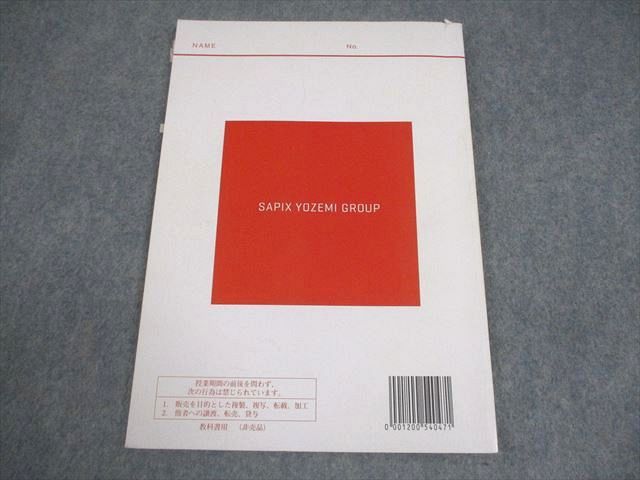 NAME No.
SAPIX YOZEMI GROUP
授業期間の前後を問わず、
次の行為は禁じられています。
1. 販売を目的とした複製、複写、転載、加工
2. 他者への譲渡、転売、貸与
教科書用 （非売品）
0 001200 540471